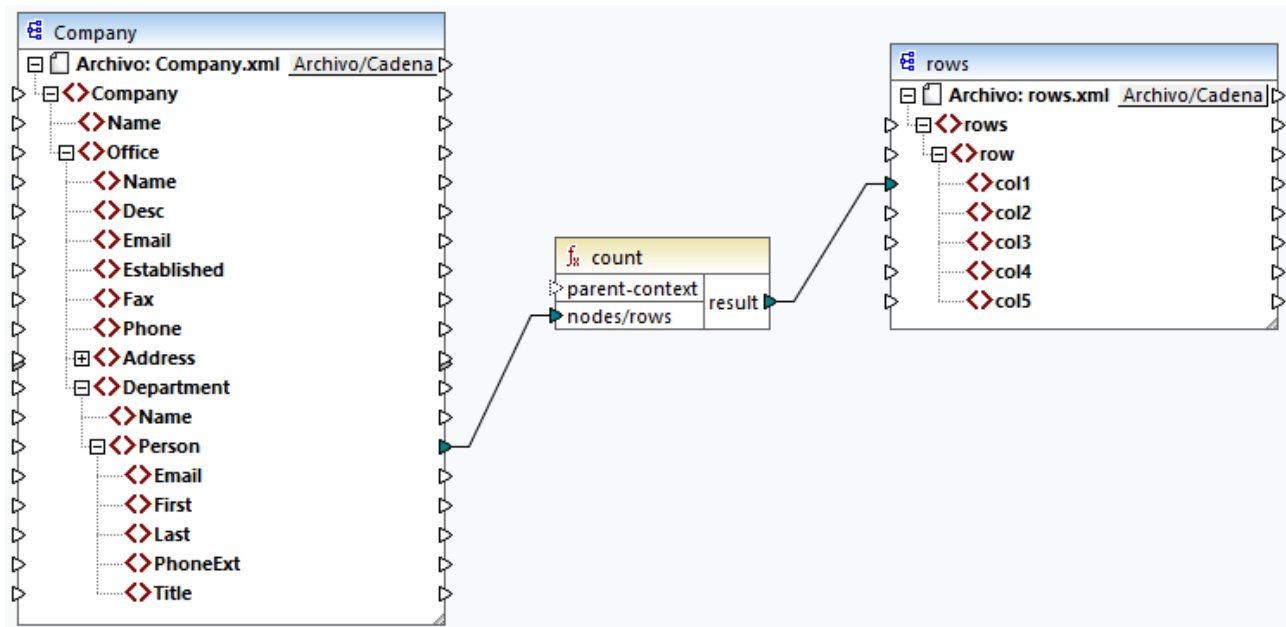 Company
Archivo: Company.xml Archivo/Cadena
Company
Name
Office
Name
Desc
Email
Established
Fax
Phone
Address
Department
Name
Person
Email
First
Last
PhoneExt
Title
fx count
parent-context
nodes/rows
result
rows
Archivo: rows.xml Archivo/Cadena
rows
row
col1
col2
col3
col4
col5